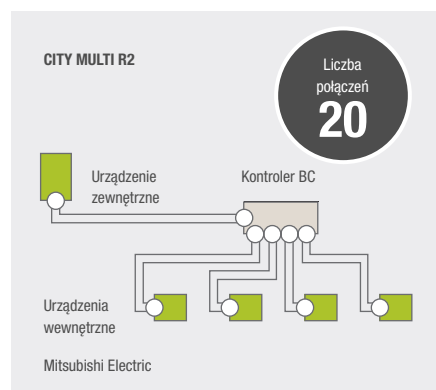 CITY MULTI R2
Liczba
połączeń
20
Urządzenie
zewnętrzne
Kontroler BC
Urządzenia
wewnętrzne
Mitsubishi Electric